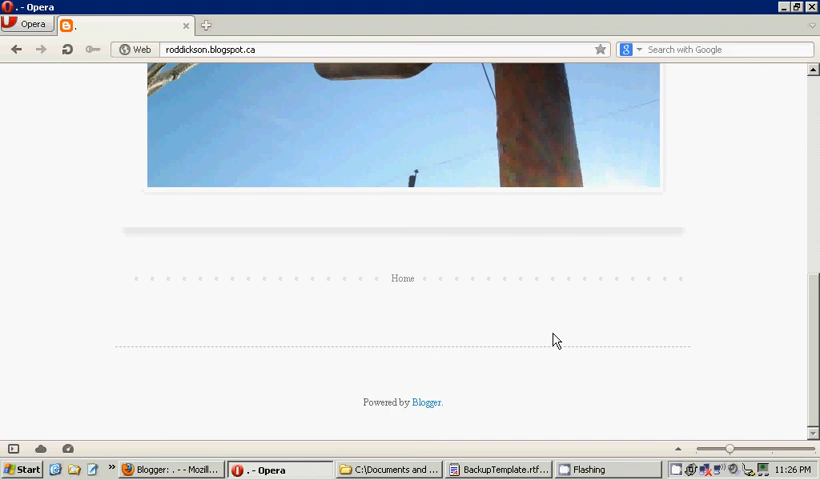 . - Opera
Opera
.
Web
roddickson.blogspot.ca
Search with Google
Home
Powered by Blogger.
Start
»
Blogger: . - - Mozill...
. - Opera
C:\Documents and ...
BackupTemplate.rtf...
Flashing
11:26 PM